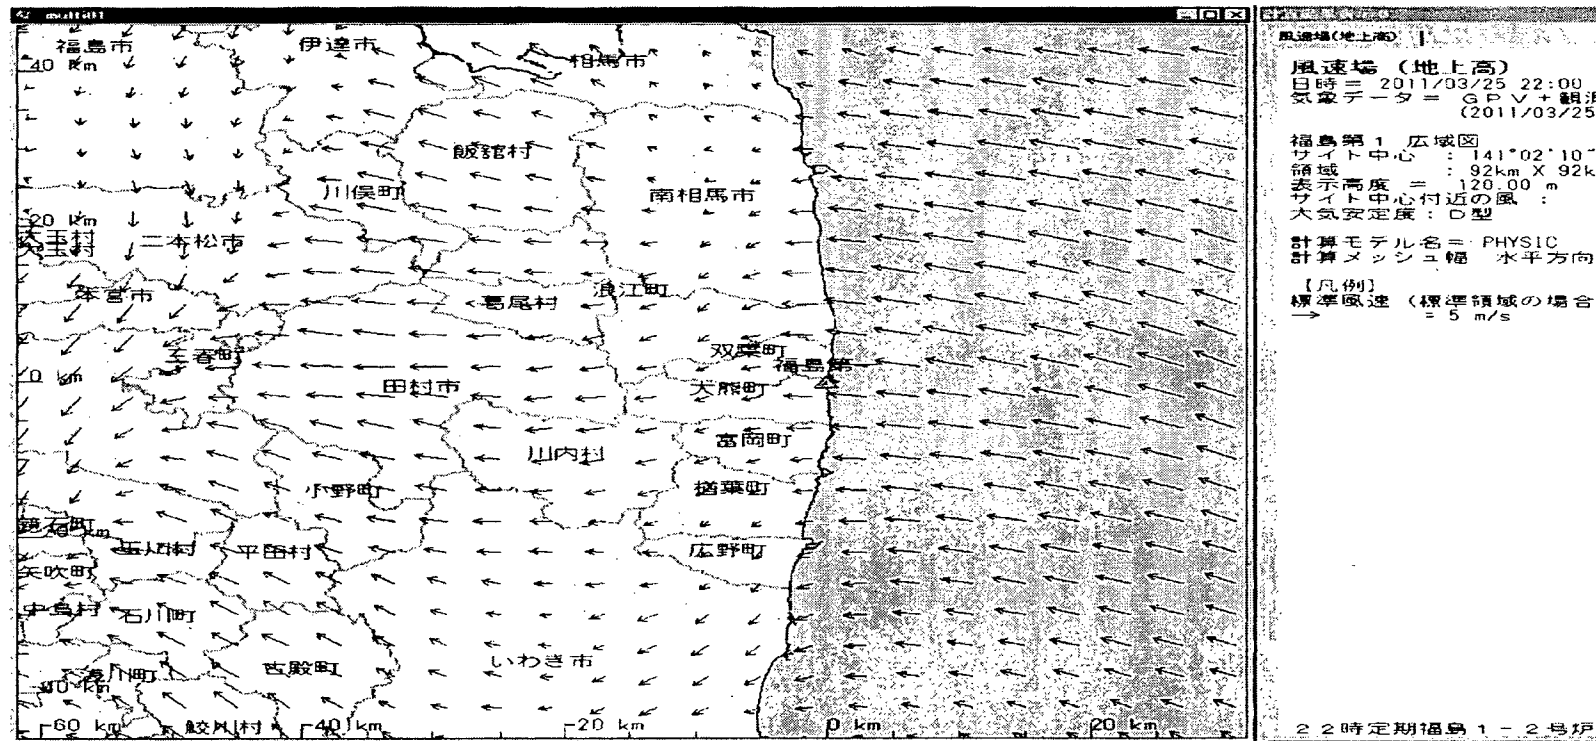 multi01
福島市
伊達市
相馬市
40 km
飯舘村
川俣町
南相馬市
20 km
大玉村
二本松市
本宮市
葛尾村
浪江町
三春町
双葉町
福島第一
0 km
田村市
大熊町
川内村
富岡町
小野町
楢葉町
鏡石町
玉川村
平田村
広野町
矢吹町
中島村
石川町
浅川町
古殿町
いわき市
-60 km
鮫川村
-40 km
-20 km
0 km
20 km
風速場(地上高)
風速場 (地上高)
日時= 2011/03/25 22:00
気象データ= GPV+観測
(2011/03/25
福島第1 広域図
サイト中心 : 141°02'10"
領域 : 92km X 92k
表示高度 = 120.00 m
サイト中心付近の風 :
大気安定度:D型
計算モデル名= PHYSIC
計算メッシュ幅 水平方向
【凡例】
標準風速 (標準領域の場合
→ = 5 m/s
22時定期福島1-2号炉